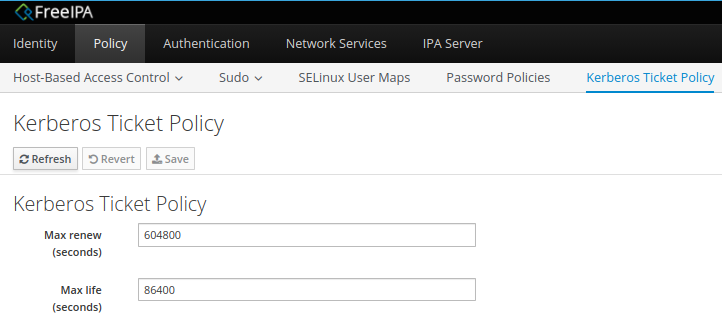 FreeIPA
Identity Policy Authentication Network Services IPA Server
Host-Based Access Control Sudo SELinux User Maps Password Policies Kerberos Ticket Policy
Kerberos Ticket Policy
Refresh Revert Save
Kerberos Ticket Policy
Max renew 604800
(seconds)
Max life 86400
(seconds)